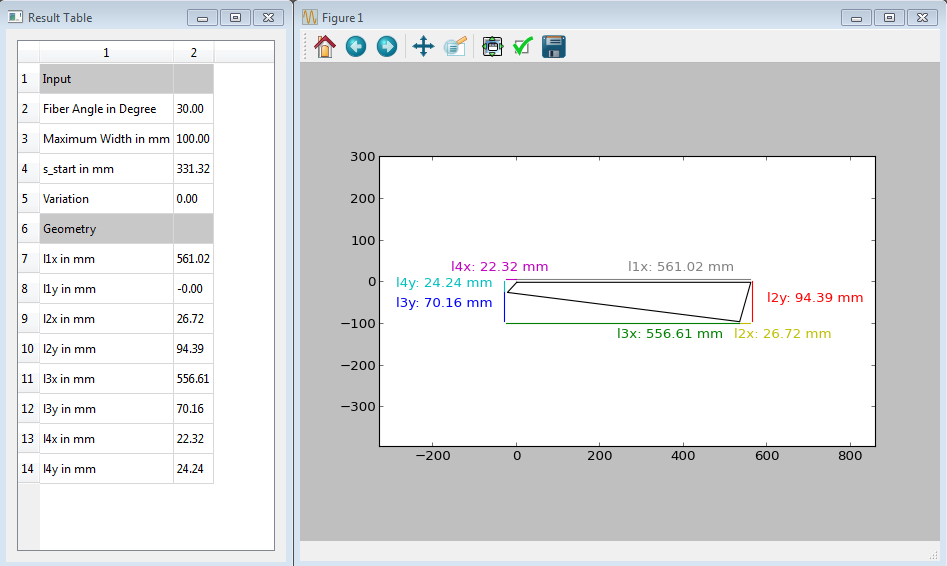 Result Table
1 2
1 Input
2 Fiber Angle in Degree 30.00
3 Maximum Width in mm 100.00
4 s_start in mm 331.32
5 Variation 0.00
6 Geometry
7 l1x in mm 561.02
8 l1y in mm -0.00
9 l2x in mm 26.72
10 l2y in mm 94.39
11 l3x in mm 556.61
12 l3y in mm 70.16
13 l4x in mm 22.32
14 l4y in mm 24.24
Figure 1
300
200
100
0
−100
−200
−300
l4x: 22.32 mm l1x: 561.02 mm
l4y: 24.24 mm
l3y: 70.16 mm
l2y: 94.39 mm
l3x: 556.61 mm l2x: 26.72 mm
−200 0 200 400 600 800